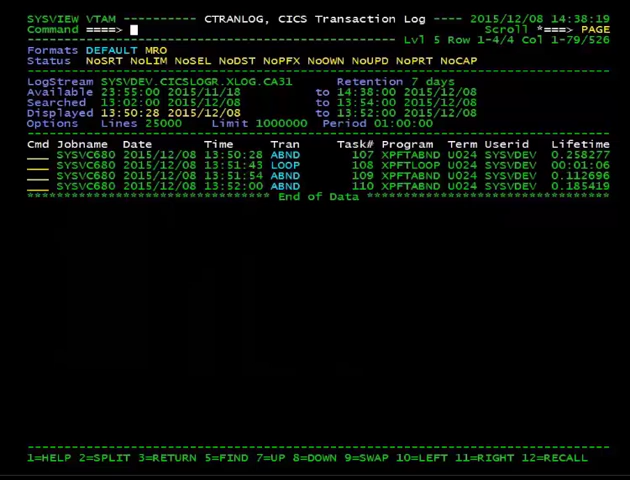 SYSVIEW VTAM ----------- CTRANLOG, CICS Transaction Log ---- 2015/12/08 14:38:19
Command ====> Scroll *===> PAGE
Lvl 5 Row 1-4/4 Col 1-79/526
Formats DEFAULT MRO
Status NoSRT NoLIM NoSEL NoDST NoPFX NoOWN NoUPD NoPRT NoCAP
LogStream SYSVDEV.CICSLOGR.XLOG.CA31 Retention 7 days
Available 23:55:00 2015/11/18 to 14:38:00 2015/12/08
Searched 13:02:00 2015/12/08 to 13:54:00 2015/12/08
Displayed 13:50:28 2015/12/08 to 13:52:00 2015/12/08
Options Lines 25000 Limit 1000000 Period 01:00:00
Cmd Jobname Date Time Tran Task# Program Term Userid Lifetime
____ SYSVC680 2015/12/08 13:50:28 ABND 107 XPFTABND U024 SYSVDEV 0.258277
____ SYSVC680 2015/12/08 13:51:43 LOOP 108 XPFTLOOP U024 SYSVDEV 00:01:06
____ SYSVC680 2015/12/08 13:51:54 ABND 109 XPFTABND U024 SYSVDEV 0.112696
____ SYSVC680 2015/12/08 13:52:00 ABND 110 XPFTABND U024 SYSVDEV 0.185419
********************************* End of Data *********************************
1=HELP 2=SPLIT 3=RETURN 5=FIND 7=UP 8=DOWN 9=SWAP 10=LEFT 11=RIGHT 12=RECALL